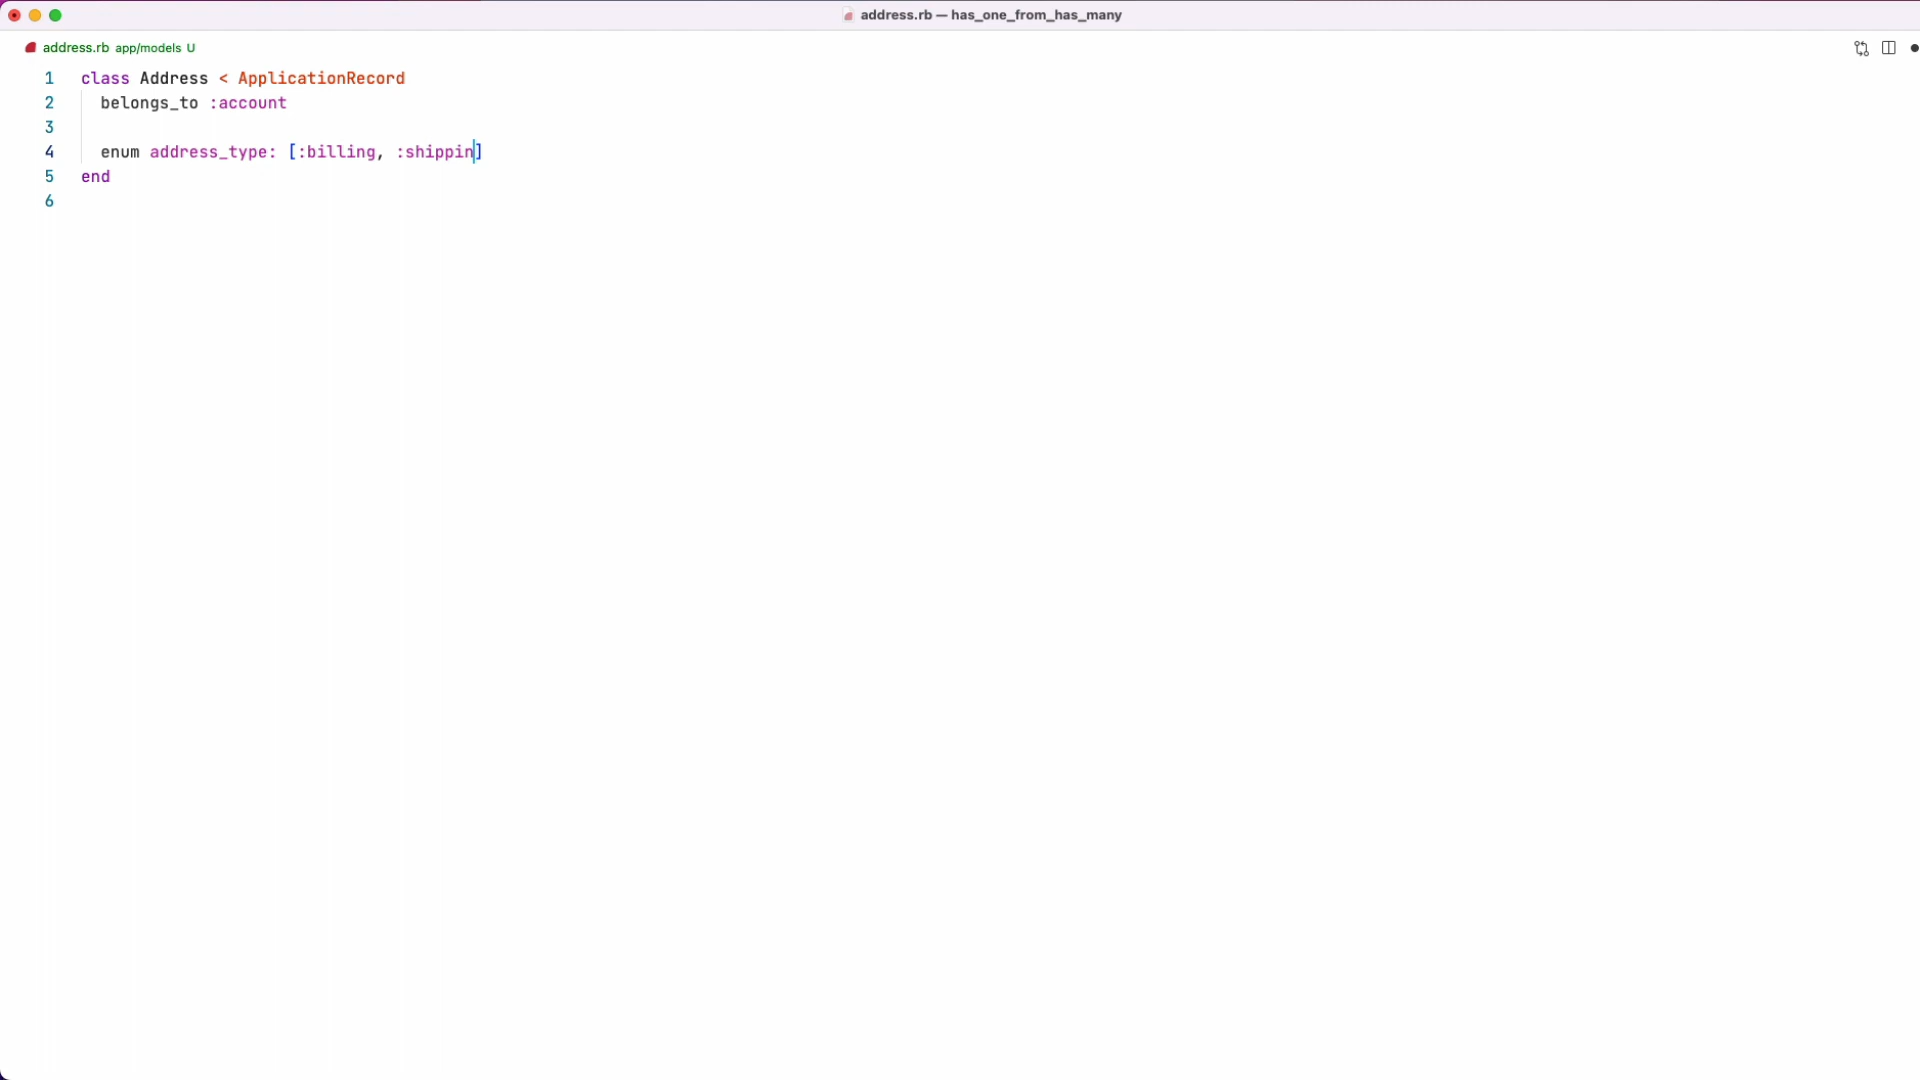 address.rb — has_one_from_has_many
address.rb app/models U
1 class Address < ApplicationRecord
2   belongs_to :account
3
4   enum address_type: [:billing, :shippin]
5 end
6